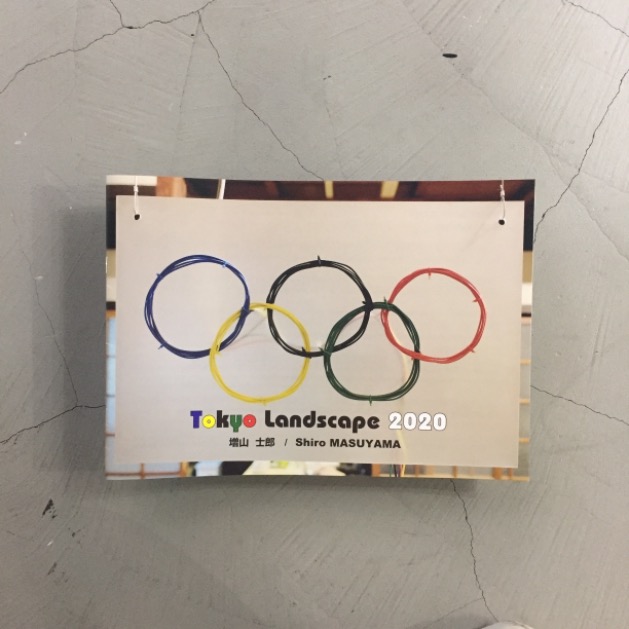 Tokyo Landscape 2020
増山 士郎 / Shiro MASUYAMA